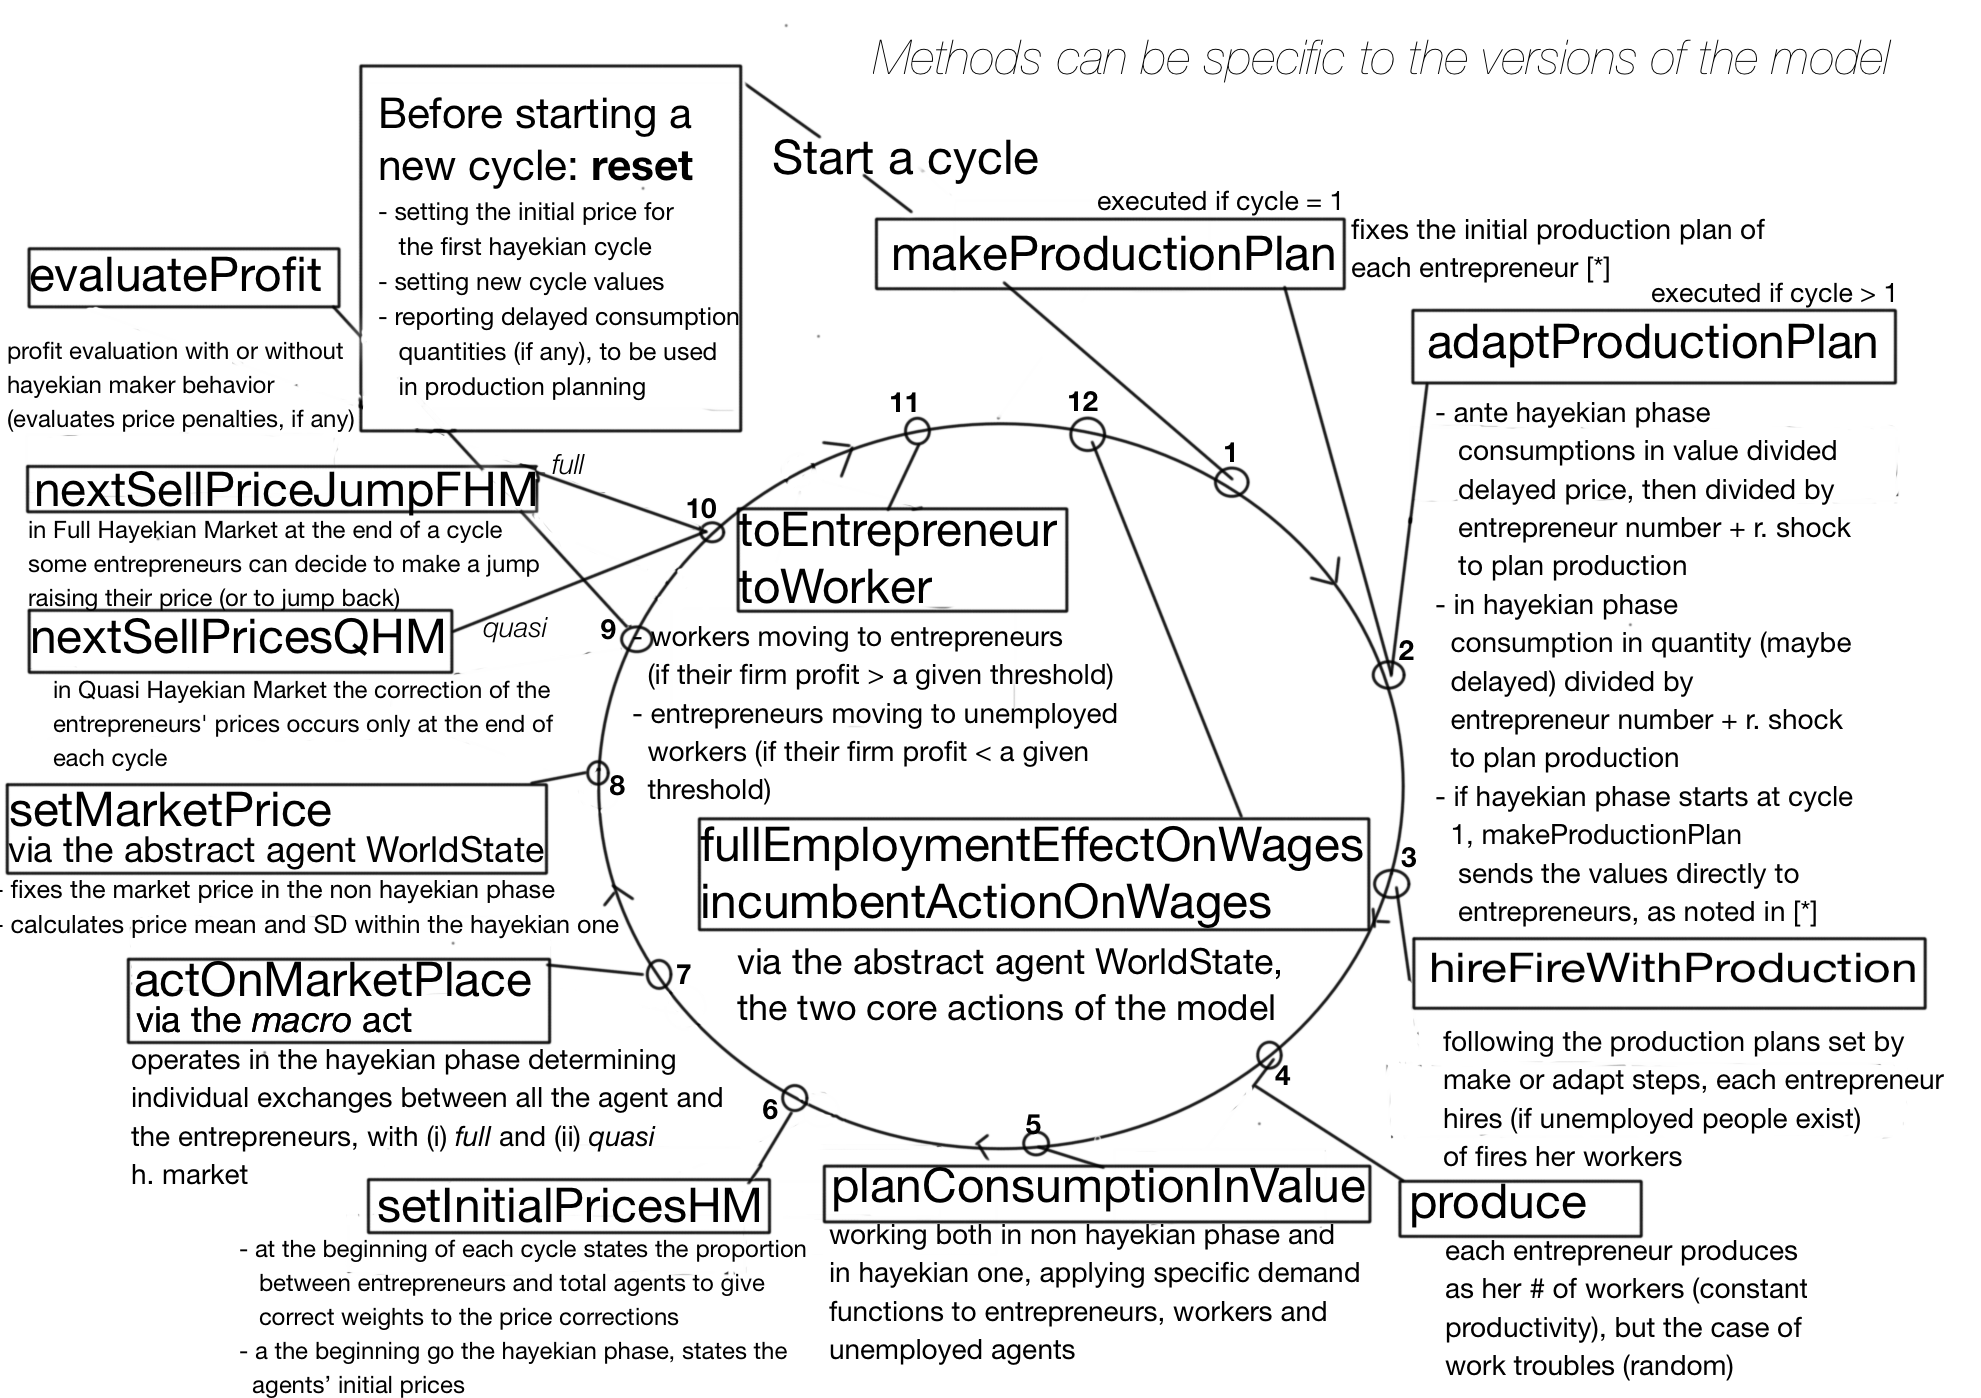 Methods can be specific to the versions of the model
Before starting a
new cycle: reset
- setting the initial price for
the first hayekian cycle
- setting new cycle values
- reporting delayed consumption
quantities (if any), to be used
in production planning
Start a cycle
executed if cycle = 1
makeProductionPlan
fixes the initial production plan of
each entrepreneur [*]
executed if cycle > 1
adaptProductionPlan
- ante hayekian phase
consumptions in value divided
delayed price, then divided by
entrepreneur number + r. shock
to plan production
- in hayekian phase
consumption in quantity (maybe
delayed) divided by
entrepreneur number + r. shock
to plan production
- if hayekian phase starts at cycle
1, makeProductionPlan
sends the values directly to
entrepreneurs, as noted in [*]
evaluateProfit
profit evaluation with or without
hayekian maker behavior
(evaluates price penalties, if any)
11
12
1
10
9
2
8
3
7
4
6
5
nextSellPriceJumpFHM
full
in Full Hayekian Market at the end of a cycle
some entrepreneurs can decide to make a jump
raising their price (or to jump back)
nextSellPricesQHM
quasi
in Quasi Hayekian Market the correction of the
entrepreneurs' prices occurs only at the end of
each cycle
toEntrepreneur
toWorker
- workers moving to entrepreneurs
(if their firm profit > a given threshold)
- entrepreneurs moving to unemployed
workers (if their firm profit < a given
threshold)
setMarketPrice
via the abstract agent WorldState
- fixes the market price in the non hayekian phase
- calculates price mean and SD within the hayekian one
fullEmploymentEffectOnWages
incumbentActionOnWages
via the abstract agent WorldState,
the two core actions of the model
hireFireWithProduction
following the production plans set by
make or adapt steps, each entrepreneur
hires (if unemployed people exist)
of fires her workers
actOnMarketPlace
via the macro act
operates in the hayekian phase determining
individual exchanges between all the agent and
the entrepreneurs, with (i) full and (ii) quasi
h. market
setInitialPricesHM
- at the beginning of each cycle states the proportion
between entrepreneurs and total agents to give
correct weights to the price corrections
- a the beginning go the hayekian phase, states the
agents’ initial prices
planConsumptionInValue
working both in non hayekian phase and
in hayekian one, applying specific demand
functions to entrepreneurs, workers and
unemployed agents
produce
each entrepreneur produces
as her # of workers (constant
productivity), but the case of
work troubles (random)